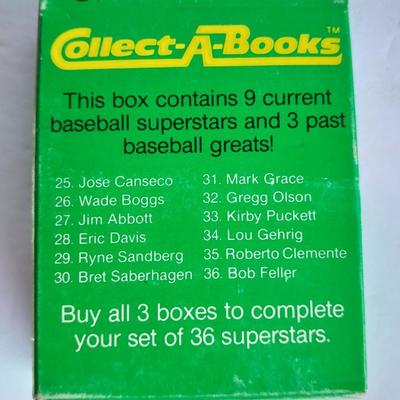 Collect-A-Books™
This box contains 9 current
baseball superstars and 3 past
baseball greats!
25. Jose Canseco
26. Wade Boggs
27. Jim Abbott
28. Eric Davis
29. Ryne Sandberg
30. Bret Saberhagen
31. Mark Grace
32. Gregg Olson
33. Kirby Puckett
34. Lou Gehrig
35. Roberto Clemente
36. Bob Feller
Buy all 3 boxes to complete
your set of 36 superstars.